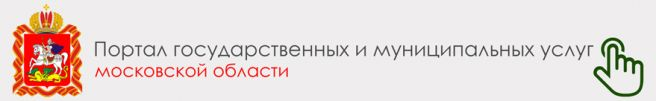 Портал государственных и муниципальных услуг
московской области